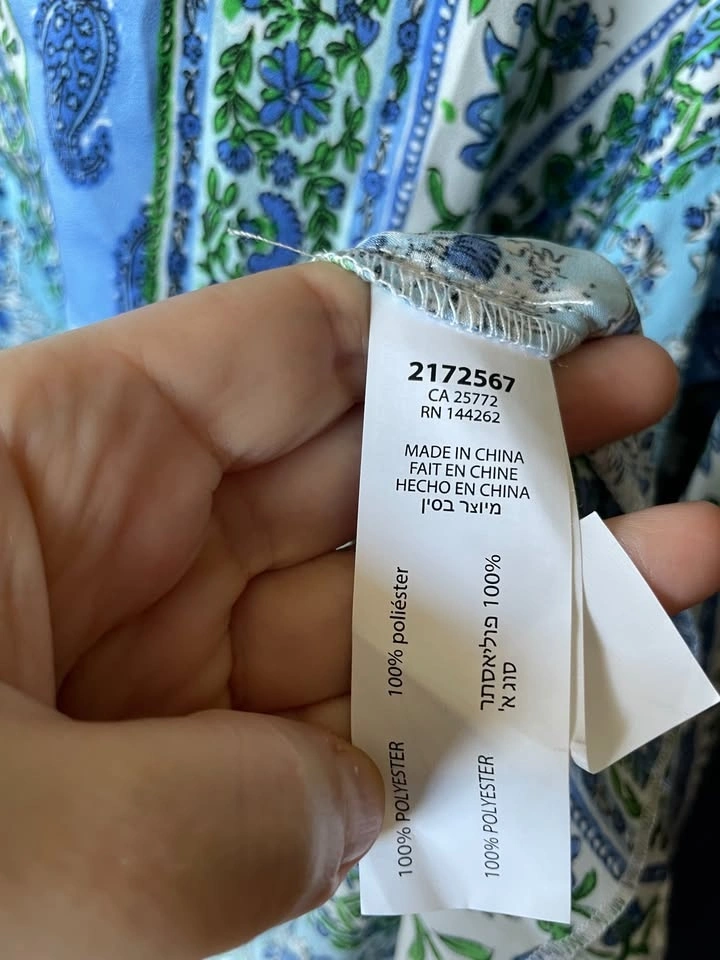 2172567
CA 25772
RN 144262
MADE IN CHINA
FAIT EN CHINE
HECHO EN CHINA
מיוצר בסין
100% poliéster
100% פוליאסתר
סוג א'
100% POLYESTER
100% POLYESTER